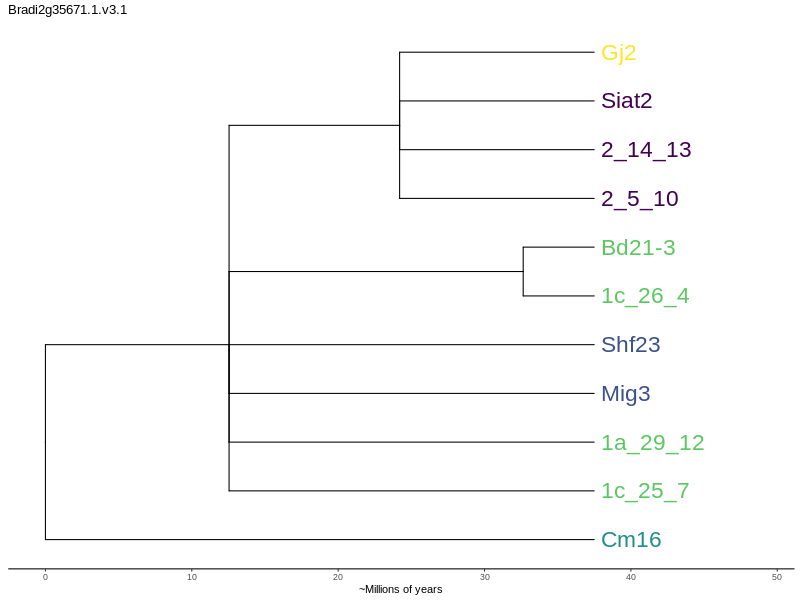 Bradi2g35671.1.v3.1
Gj2
Siat2
2_14_13
2_5_10
Bd21-3
1c_26_4
Shf23
Mig3
1a_29_12
1c_25_7
Cm16
0 10 20 30 40 50
~Millions of years